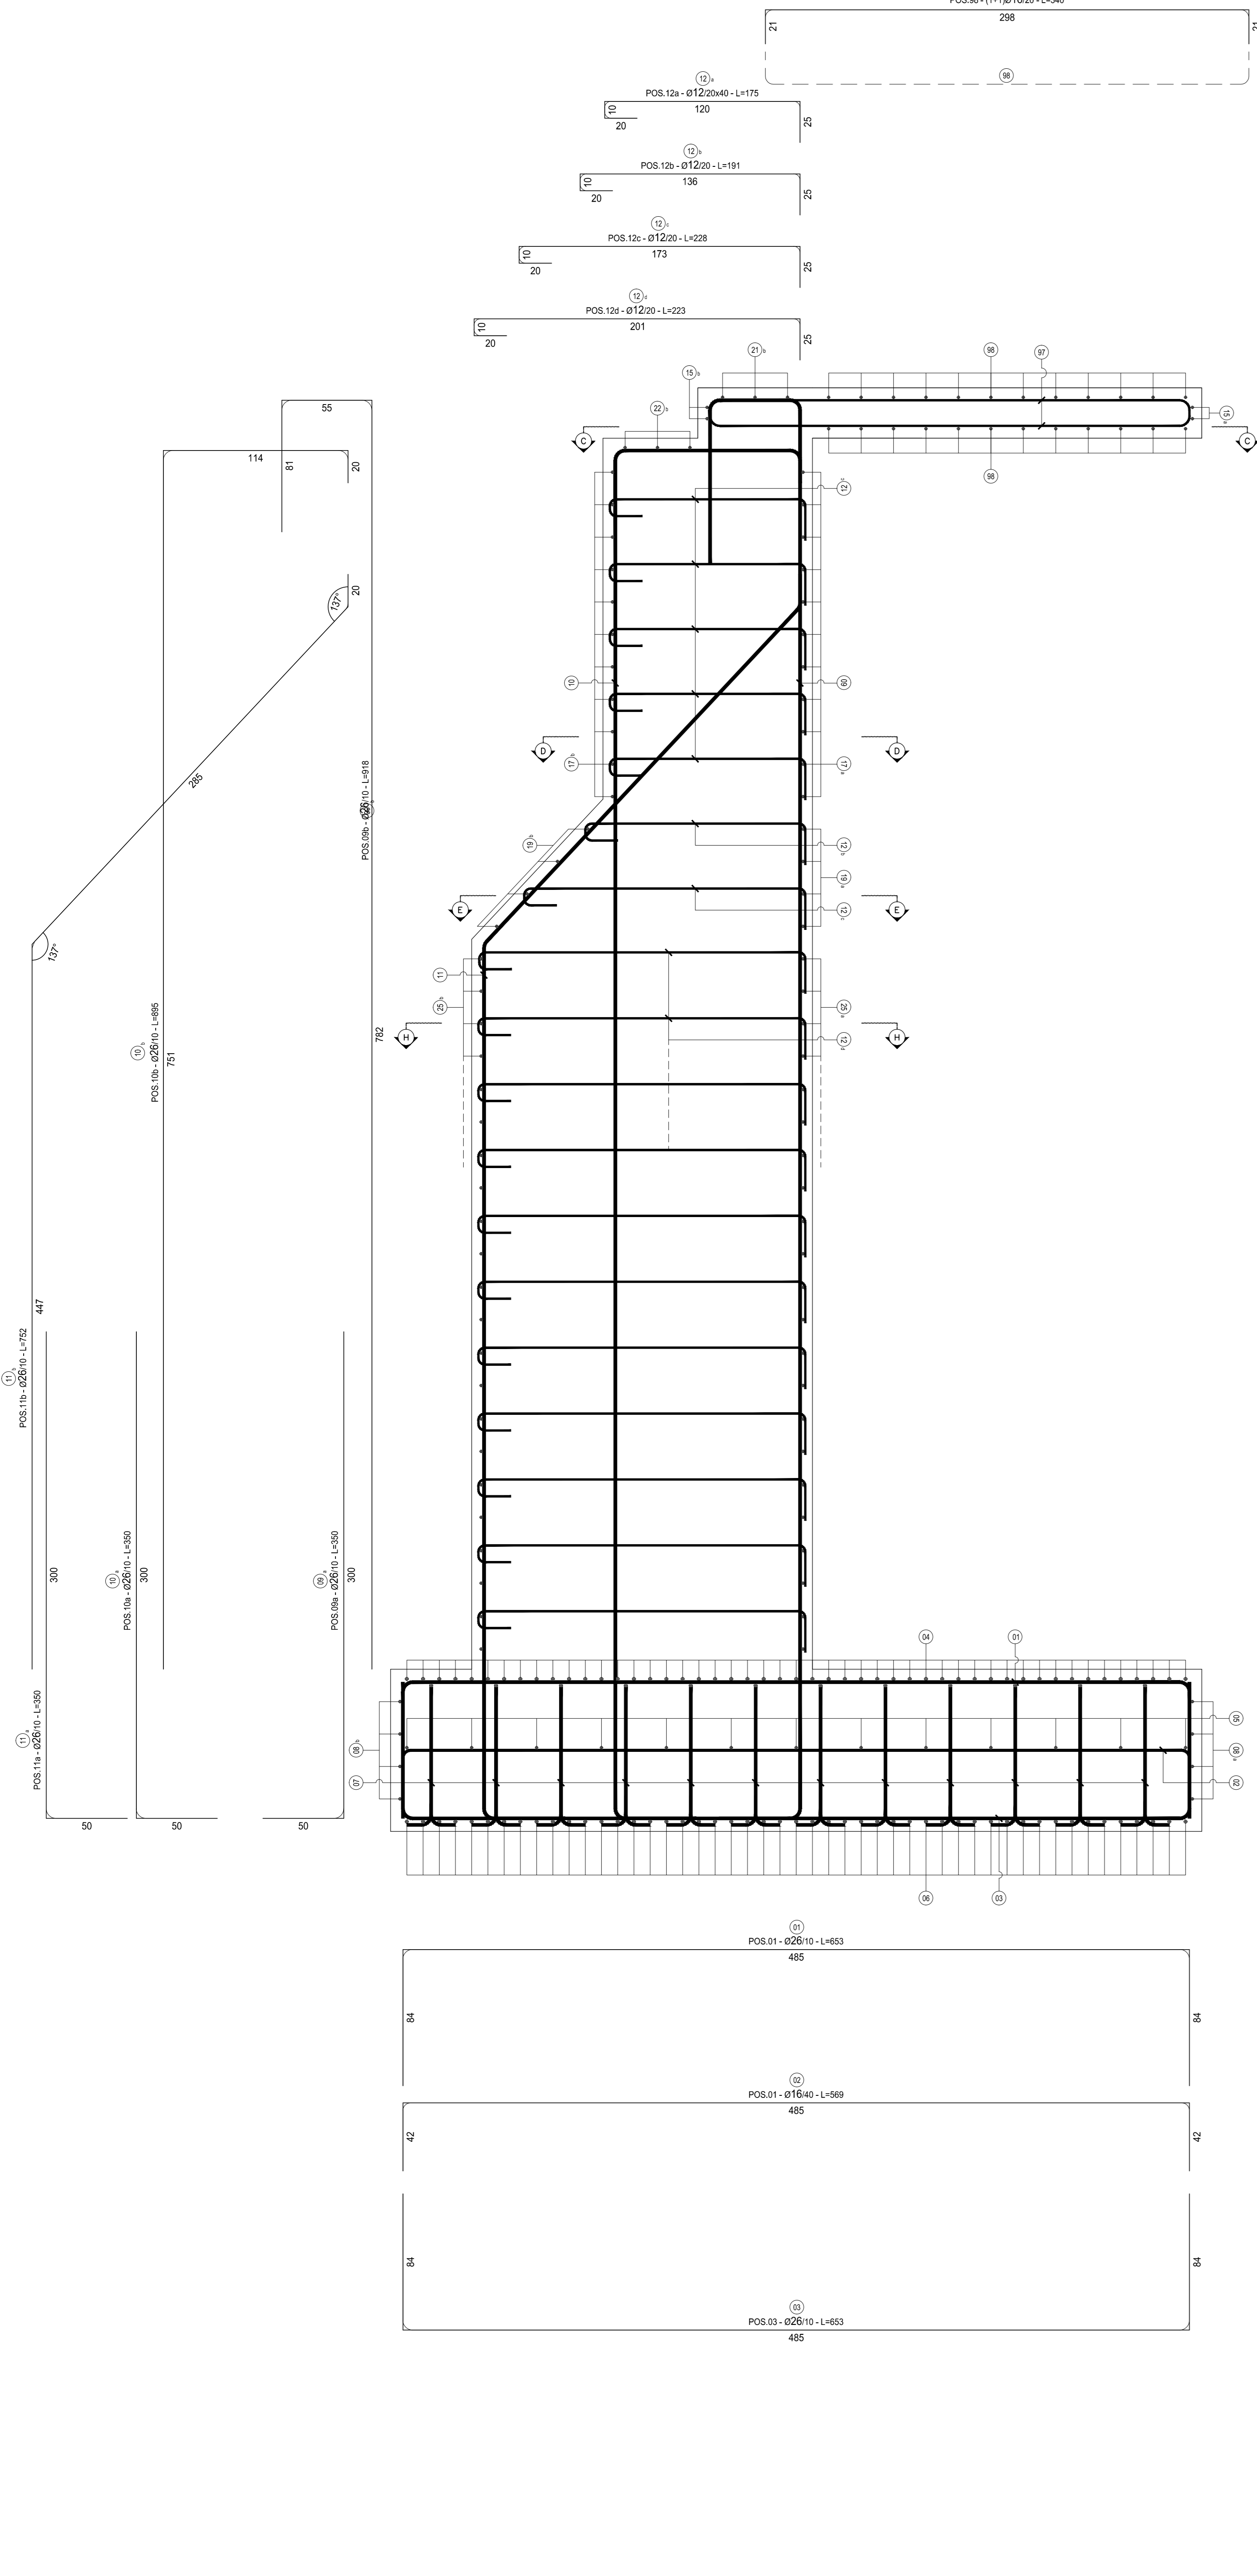 298
21
21
98
12 a
POS.12a - Ø12/20x40 - L=175
120
10
20
25
12 b
POS.12b - Ø12/20 - L=191
136
10
20
25
12 c
POS.12c - Ø12/20 - L=228
173
10
20
25
12 d
POS.12d - Ø12/20 - L=223
201
10
20
25
21 b
98
97
15 b
22 b
15 a
C
C
98
12 c
55
114
81
20
20
137°
285
137°
10
09
D
D
17 b
17 a
19 b
12 b
19 a
12 c
E
E
11
25 b
25 a
H
H
12 d
POS.09b - Ø26/10 - L=918
782
10 b
POS.10b - Ø26/10 - L=895
751
447
11 b
POS.11b - Ø26/10 - L=752
300
10 a
POS.10a - Ø26/10 - L=350
300
09 a
POS.09a - Ø26/10 - L=350
300
11 a
POS.11a - Ø26/10 - L=350
50
50
50
04
01
05
08 b
08 a
07
02
06
03
01
POS.01 - Ø26/10 - L=653
485
84
84
02
POS.01 - Ø16/40 - L=569
485
42
42
84
84
03
POS.03 - Ø26/10 - L=653
485